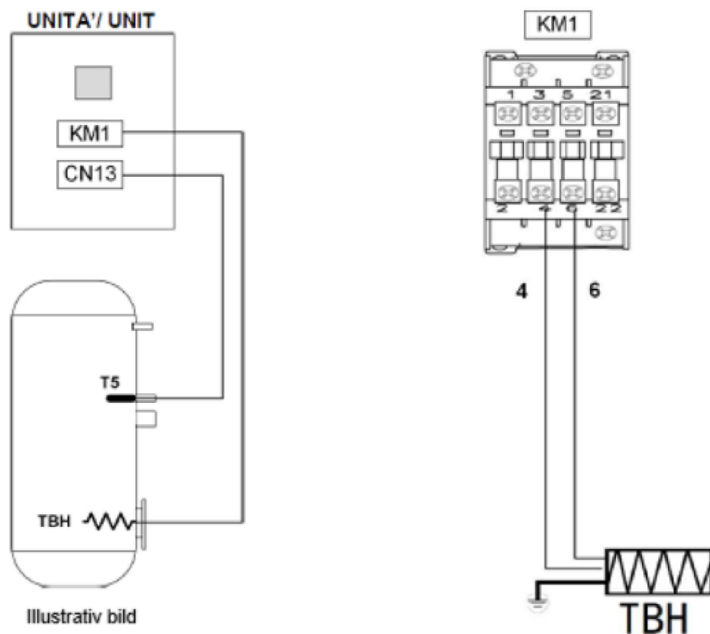 UNITA'/ UNIT
KM1
CN13
T5
TBH
Illustrativ bild
KM1
1 3 5 21
2 4 6 22
4 6
TBH